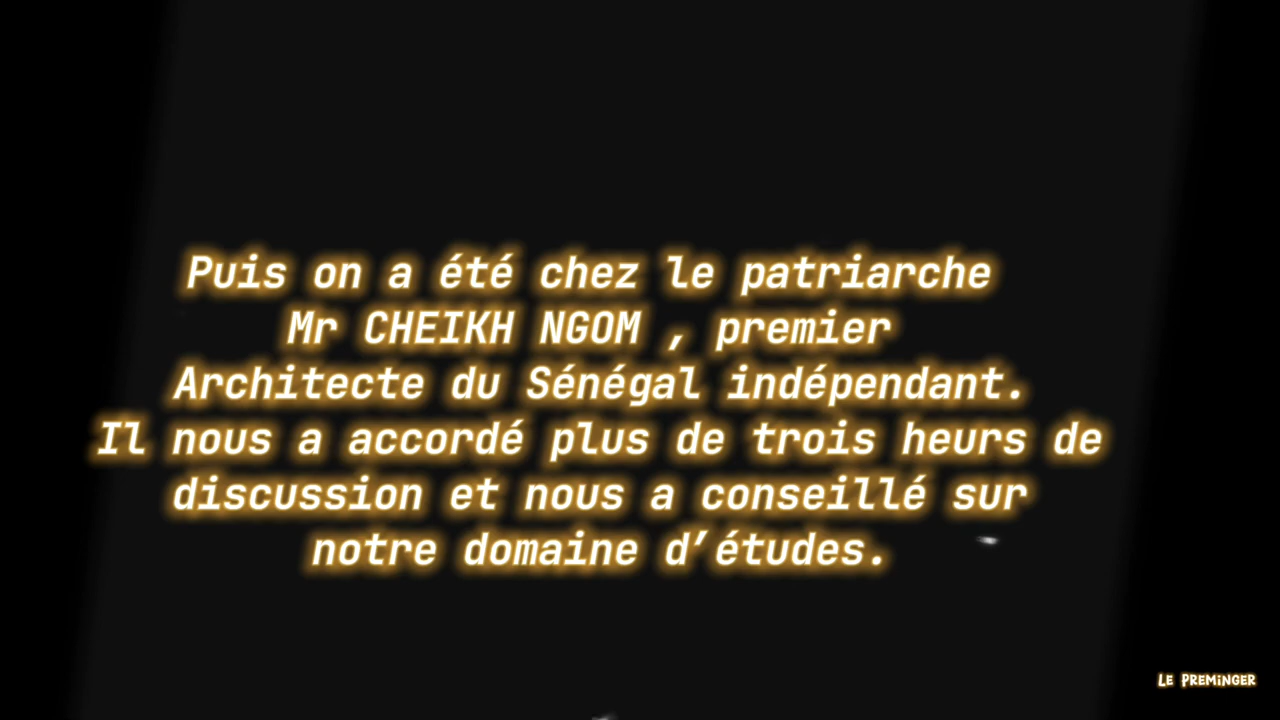 Puis on a été chez le patriarche
Mr CHEIKH NGOM , premier
Architecte du Sénégal indépendant.
Il nous a accordé plus de trois heurs de
discussion et nous a conseillé sur
notre domaine d’études.
LE PREMINGER